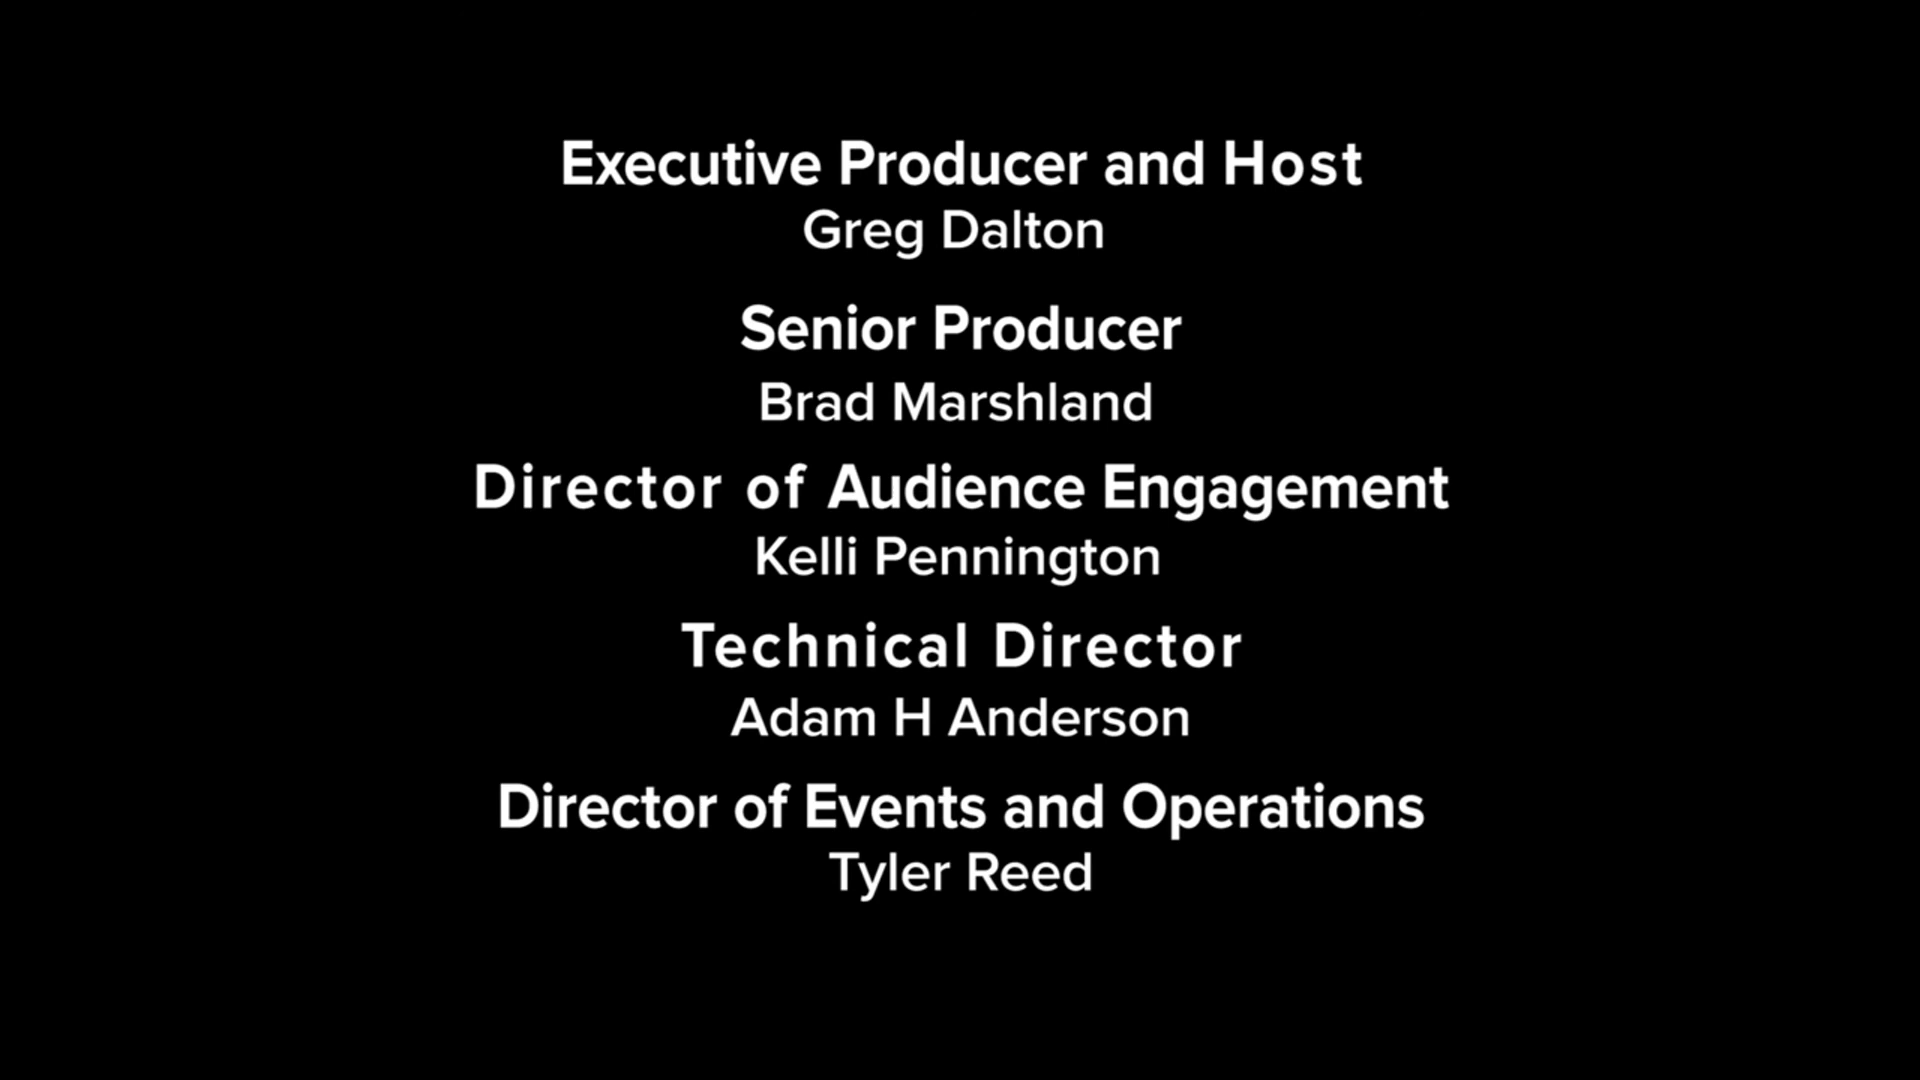 Executive Producer and Host
Greg Dalton
Senior Producer
Brad Marshland
Director of Audience Engagement
Kelli Pennington
Technical Director
Adam H Anderson
Director of Events and Operations
Tyler Reed